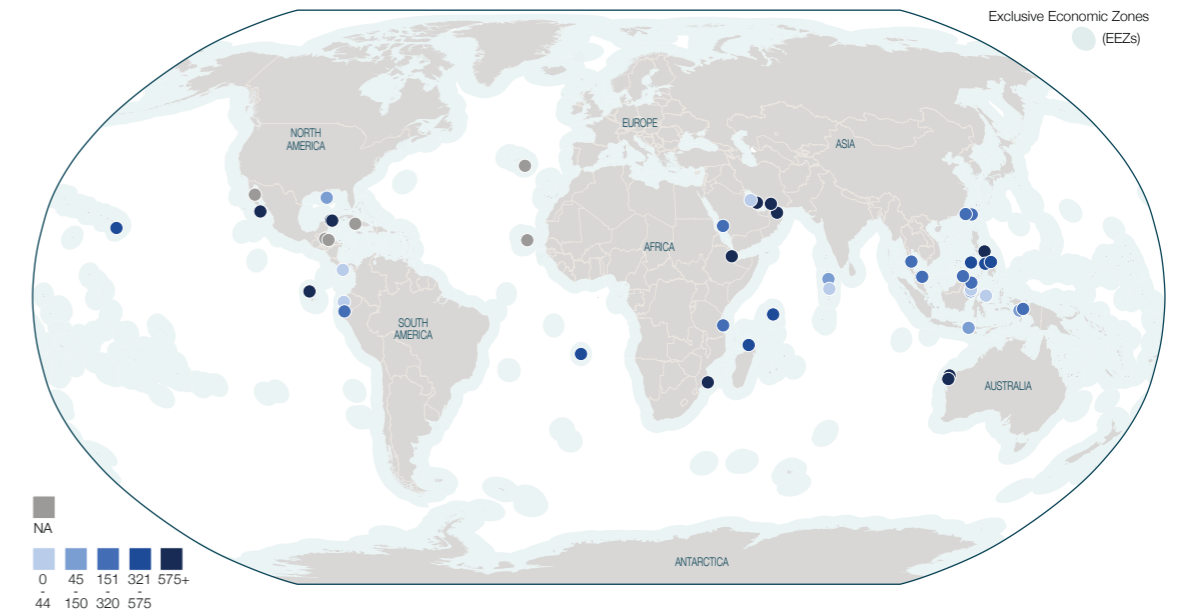 Exclusive Economic Zones
(EEZs)
NORTH
AMERICA
EUROPE
ASIA
AFRICA
SOUTH
AMERICA
AUSTRALIA
ANTARCTICA
NA
0 45 151 321 575+
- - - -
44 150 320 575